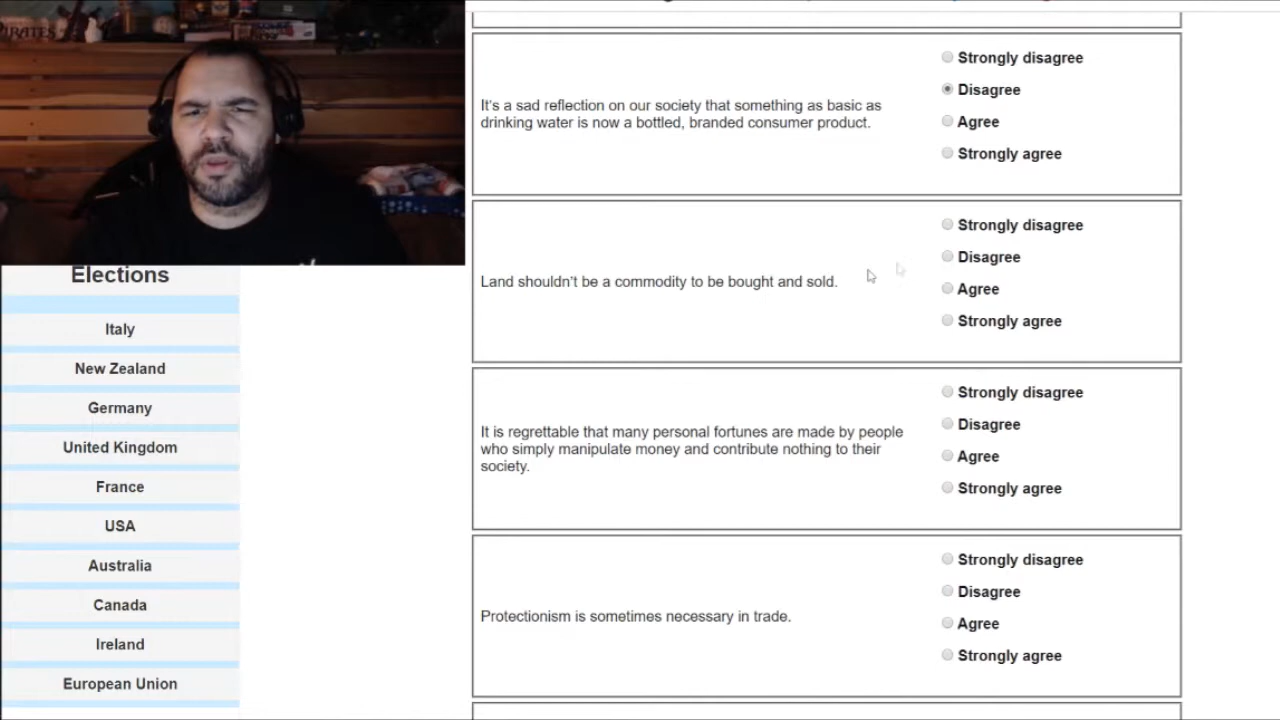 Strongly disagree
Disagree
Agree
Strongly agree
It's a sad reflection on our society that something as basic as
drinking water is now a bottled, branded consumer product.
Strongly disagree
Disagree
Agree
Strongly agree
Land shouldn't be a commodity to be bought and sold.
Strongly disagree
Disagree
Agree
Strongly agree
It is regrettable that many personal fortunes are made by people
who simply manipulate money and contribute nothing to their
society.
Strongly disagree
Disagree
Agree
Strongly agree
Protectionism is sometimes necessary in trade.
Elections
Italy
New Zealand
Germany
United Kingdom
France
USA
Australia
Canada
Ireland
European Union